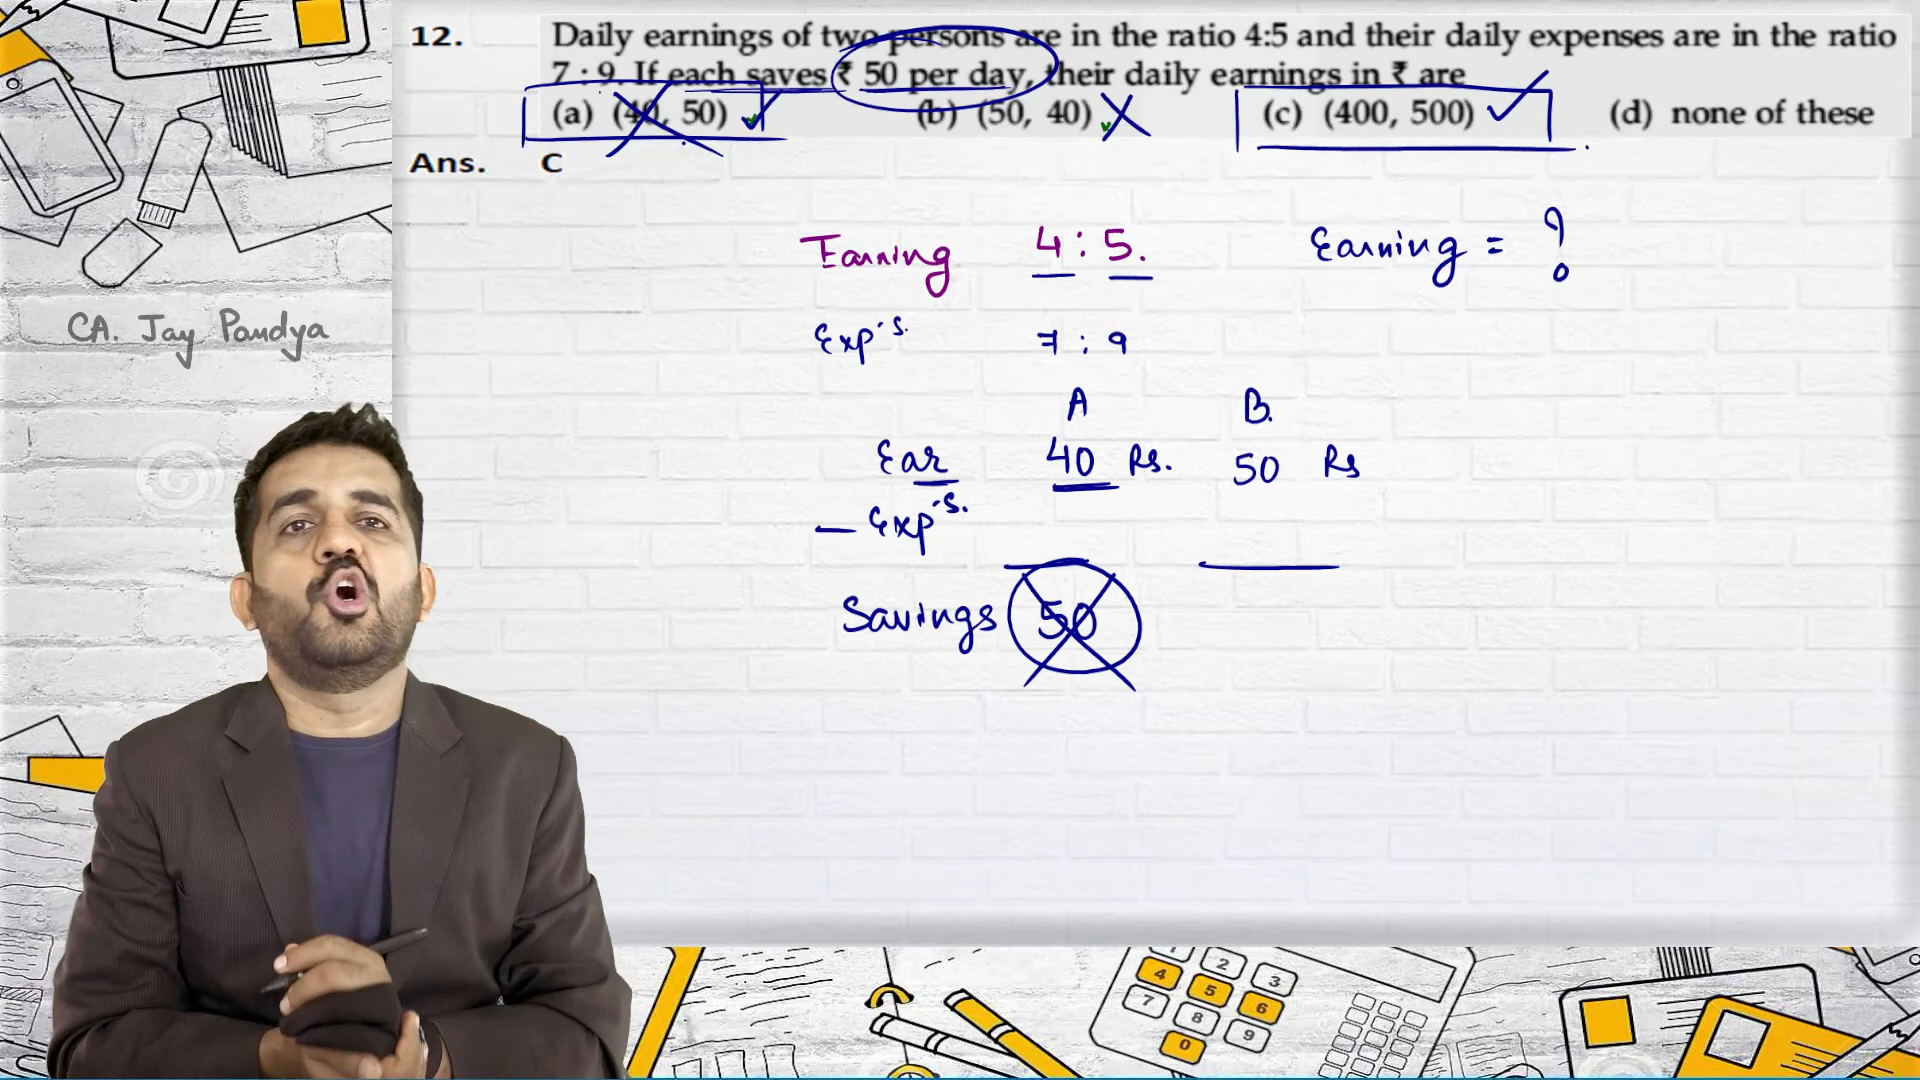 12. Daily earnings of two persons are in the ratio 4:5 and their daily expenses are in the ratio
7 : 9. If each saves ₹ 50 per day, their daily earnings in ₹ are
(a) (40, 50) (b) (50, 40) (c) (400, 500) (d) none of these
Ans. C
Earning 4 : 5. Earning = ?
Exp's. 7 : 9
A B.
Ear 40 Rs. 50 Rs
— Exp's.
Savings 50
CA. Jay Pandya
1 2 3
4 5 6
7 8 9
0